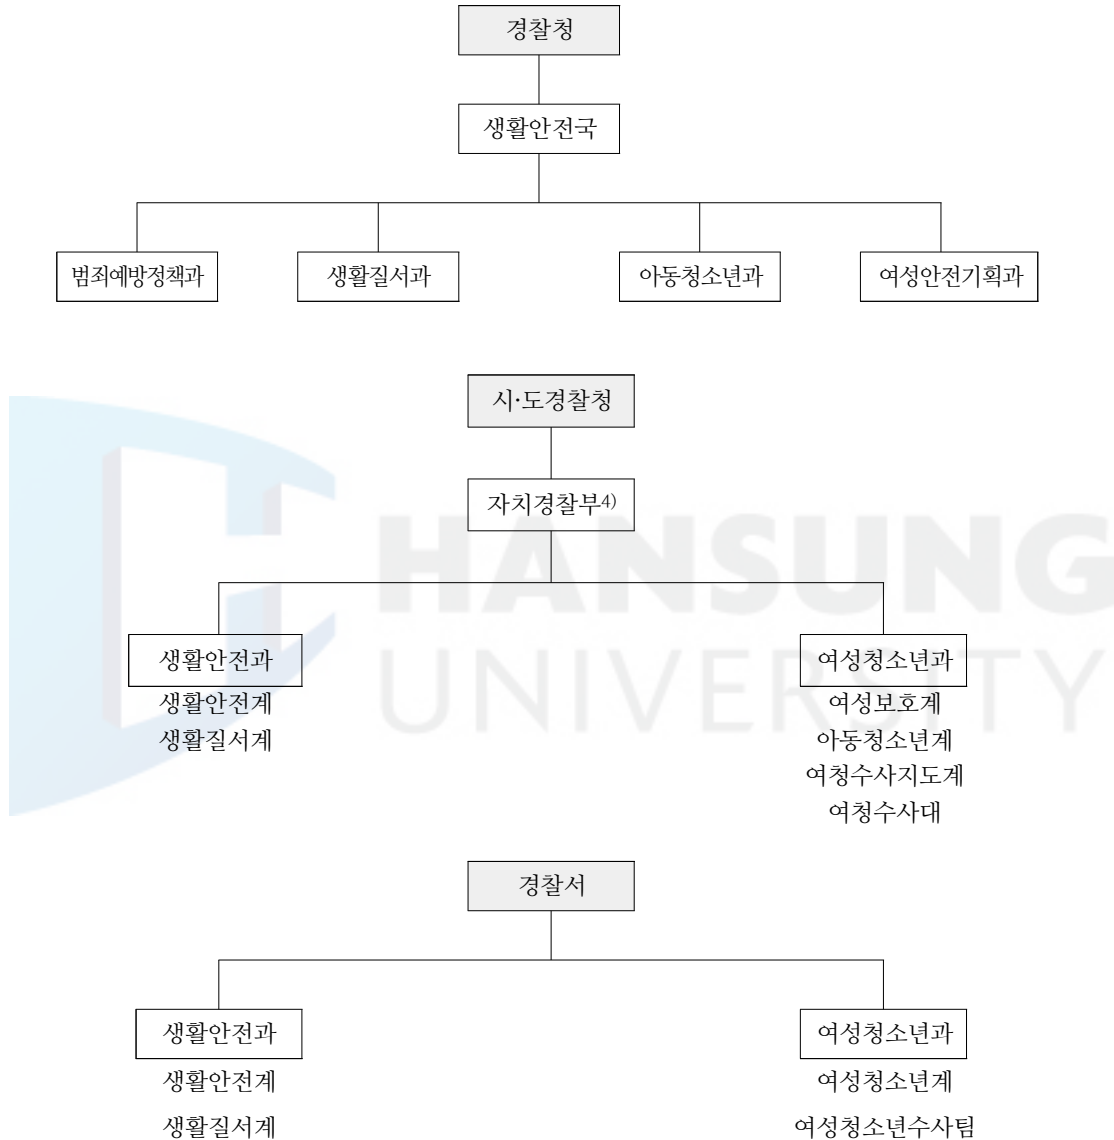 경찰청
생활안전국
범죄예방정책과 생활질서과 아동청소년과 여성안전기획과
시·도경찰청
자치경찰부4)
HANSUNG
UNIVERSITY
생활안전과 여성청소년과
생활안전계 여성보호계
생활질서계 아동청소년계
여청수사지도계
여청수사대
경찰서
생활안전과 여성청소년과
생활안전계 여성청소년계
생활질서계 여성청소년수사팀